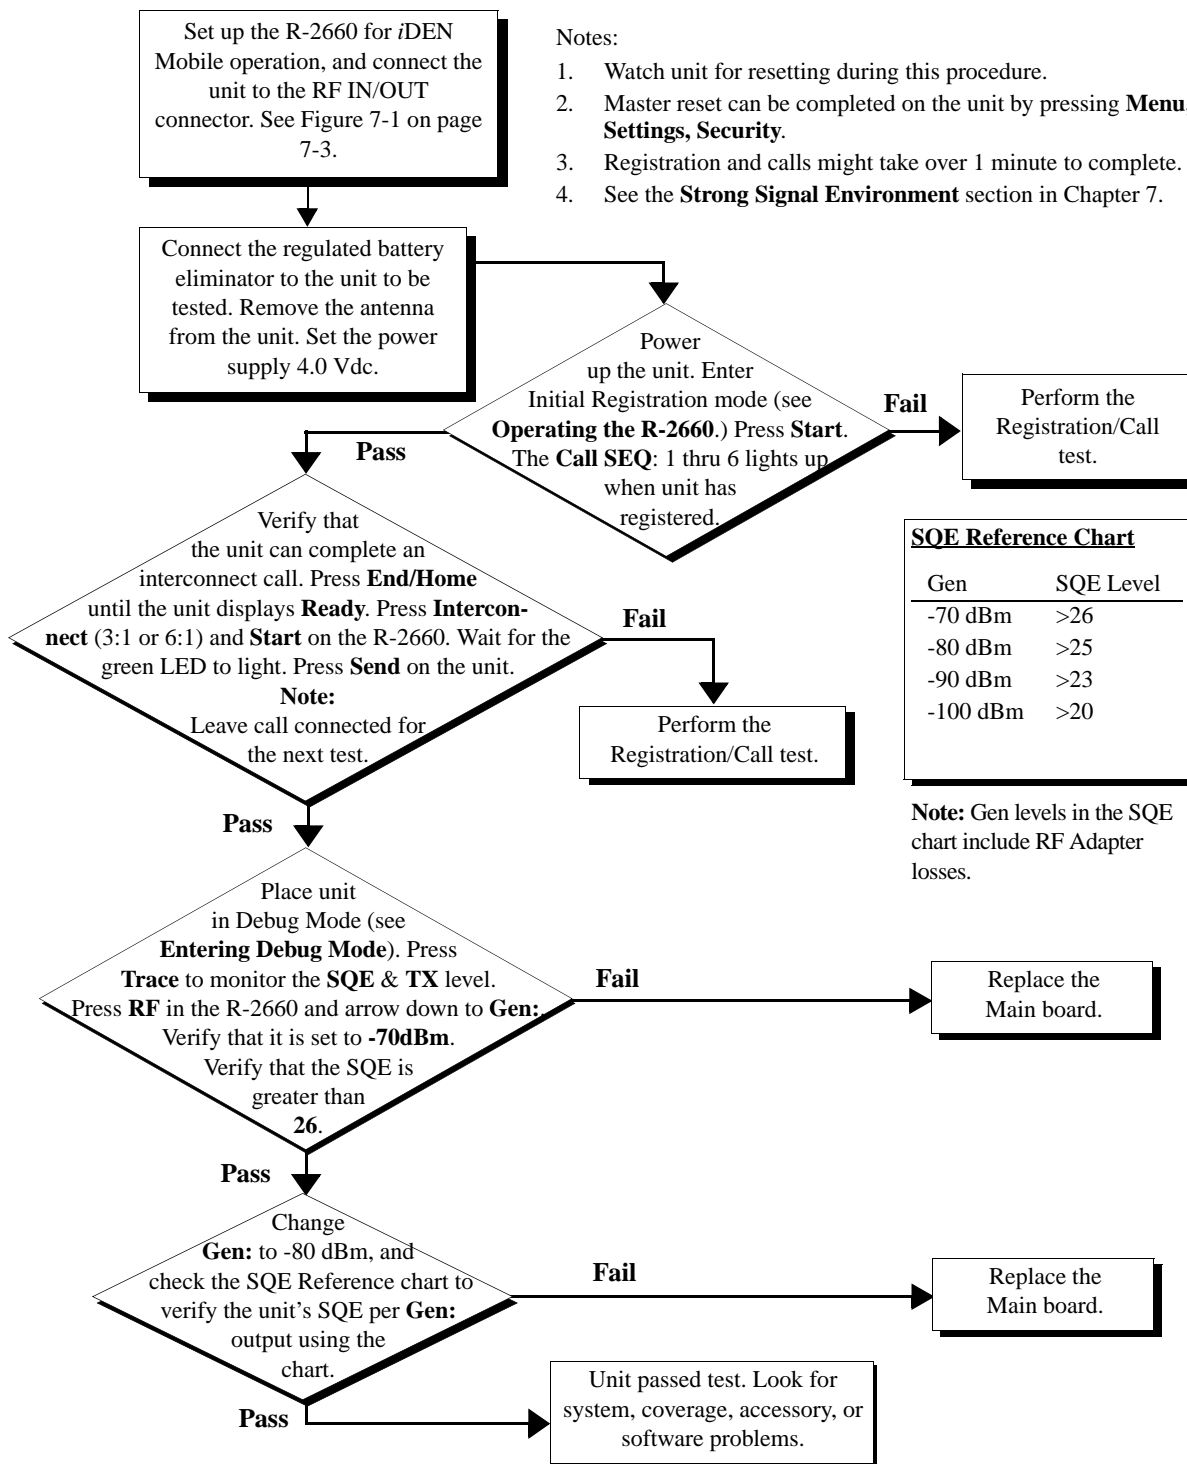 Set up the R-2660 for iDEN
Mobile operation, and connect the
unit to the RF IN/OUT
connector. See Figure 7-1 on page
7-3.
Notes:
1. Watch unit for resetting during this procedure.
2. Master reset can be completed on the unit by pressing Menu,
Settings, Security.
3. Registration and calls might take over 1 minute to complete.
4. See the Strong Signal Environment section in Chapter 7.
Connect the regulated battery
eliminator to the unit to be
tested. Remove the antenna
from the unit. Set the power
supply 4.0 Vdc.
Power
up the unit. Enter
Initial Registration mode (see
Operating the R-2660.) Press Start.
The Call SEQ: 1 thru 6 lights up
when unit has
registered.
Fail
Perform the
Registration/Call
test.
Pass
Verify that
the unit can complete an
interconnect call. Press End/Home
until the unit displays Ready. Press Intercon-
nect (3:1 or 6:1) and Start on the R-2660. Wait for the
green LED to light. Press Send on the unit.
Note:
Leave call connected for
the next test.
Fail
Perform the
Registration/Call test.
SQE Reference Chart
Gen SQE Level
-70 dBm >26
-80 dBm >25
-90 dBm >23
-100 dBm >20
Note: Gen levels in the SQE
chart include RF Adapter
losses.
Pass
Place unit
in Debug Mode (see
Entering Debug Mode). Press
Trace to monitor the SQE & TX level.
Press RF in the R-2660 and arrow down to Gen:.
Verify that it is set to -70dBm.
Verify that the SQE is
greater than
26.
Fail
Replace the
Main board.
Pass
Change
Gen: to -80 dBm, and
check the SQE Reference chart to
verify the unit's SQE per Gen:
output using the
chart.
Fail
Replace the
Main board.
Pass
Unit passed test. Look for
system, coverage, accessory, or
software problems.